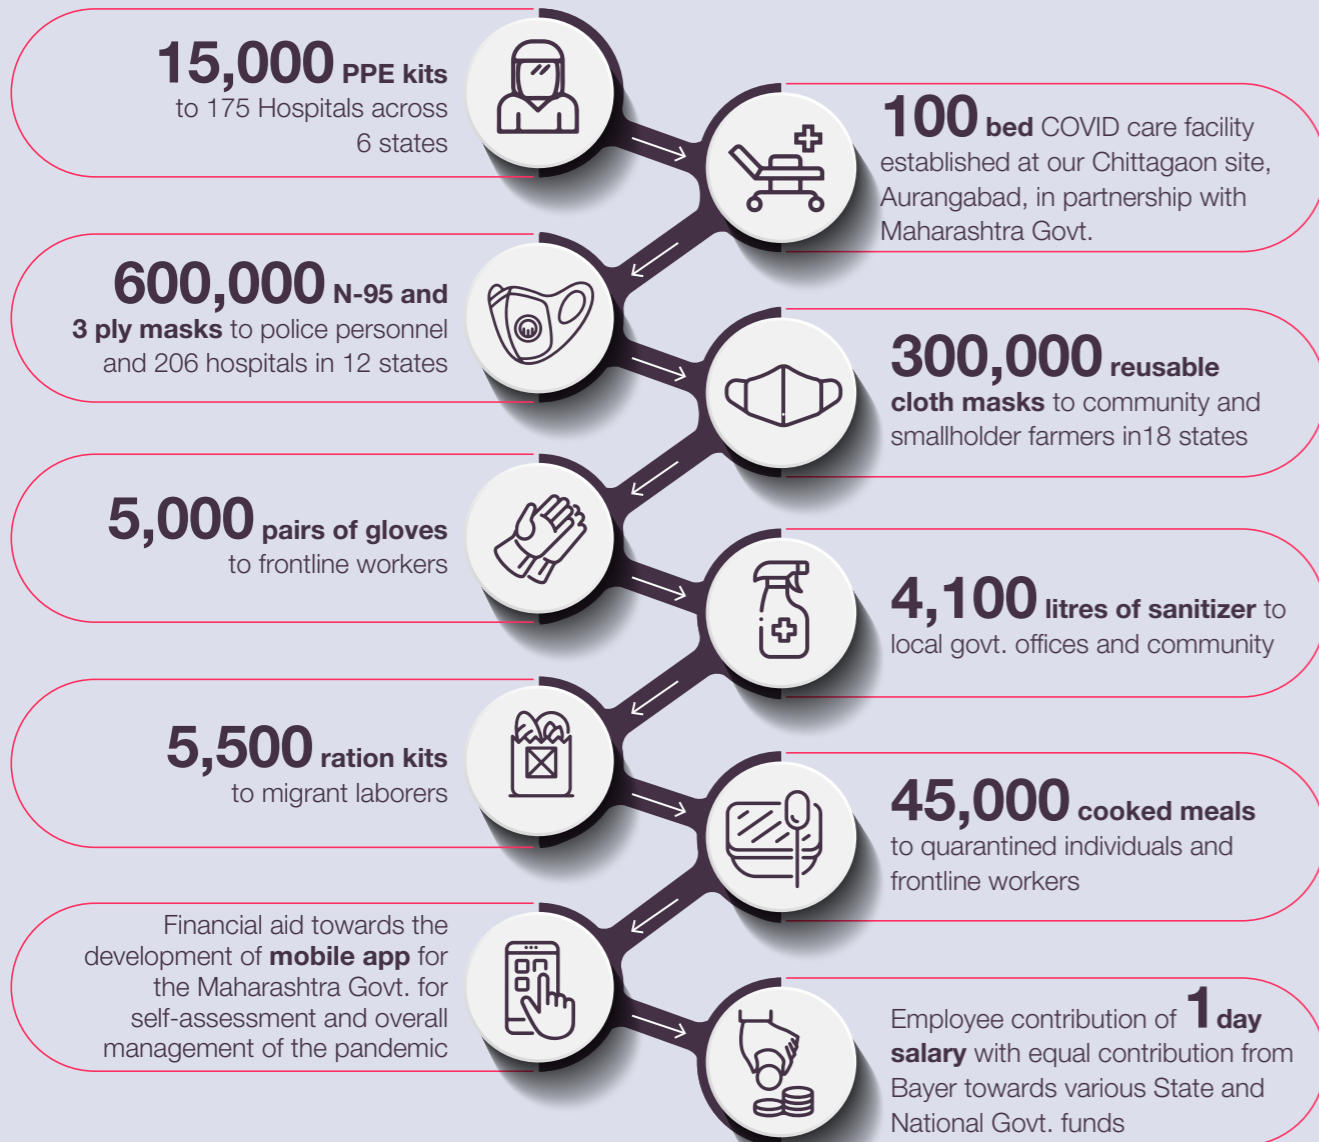 15,000 PPE kits
to 175 Hospitals across
6 states
100 bed COVID care facility
established at our Chittagaon site,
Aurangabad, in partnership with
Maharashtra Govt.
600,000 N-95 and
3 ply masks to police personnel
and 206 hospitals in 12 states
300,000 reusable
cloth masks to community and
smallholder farmers in18 states
5,000 pairs of gloves
to frontline workers
4,100 litres of sanitizer to
local govt. offices and community
5,500 ration kits
to migrant laborers
45,000 cooked meals
to quarantined individuals and
frontline workers
Financial aid towards the
development of mobile app for
the Maharashtra Govt. for
self-assessment and overall
management of the pandemic
Employee contribution of 1 day
salary with equal contribution from
Bayer towards various State and
National Govt. funds